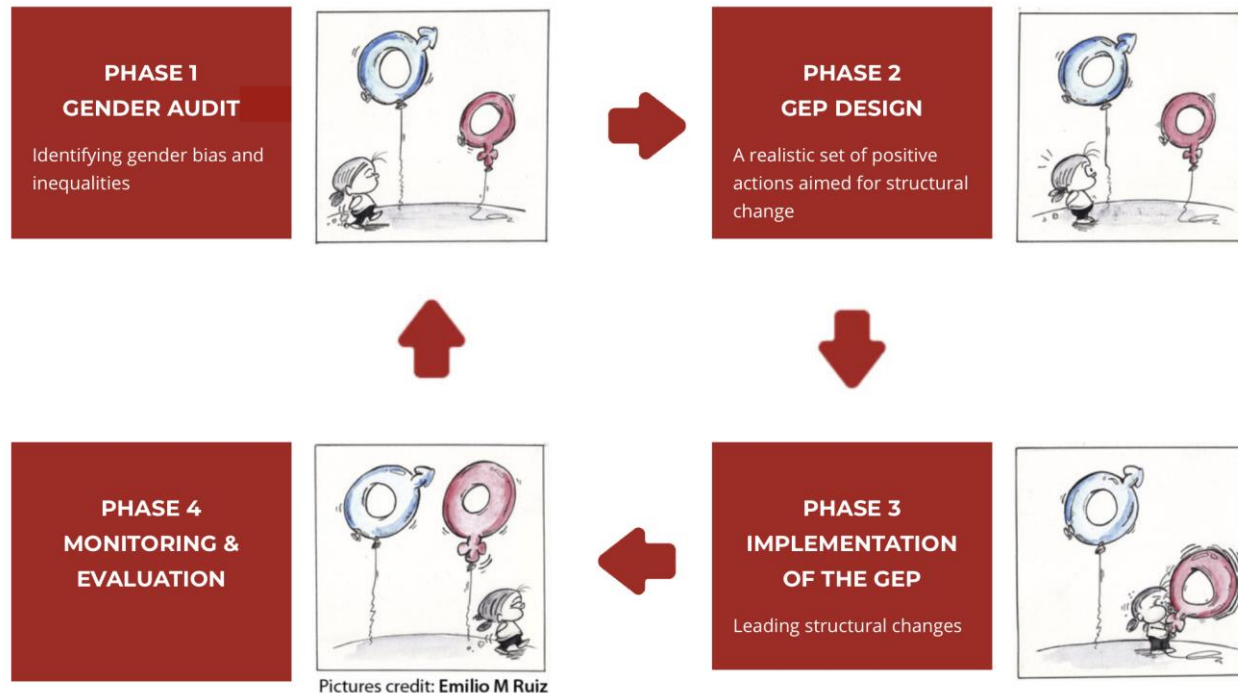 PHASE 1
GENDER AUDIT
Identifying gender bias and
inequalities
PHASE 2
GEP DESIGN
A realistic set of positive
actions aimed for structural
change
PHASE 4
MONITORING &
EVALUATION
PHASE 3
IMPLEMENTATION
OF THE GEP
Leading structural changes
Pictures credit: Emilio M Ruiz